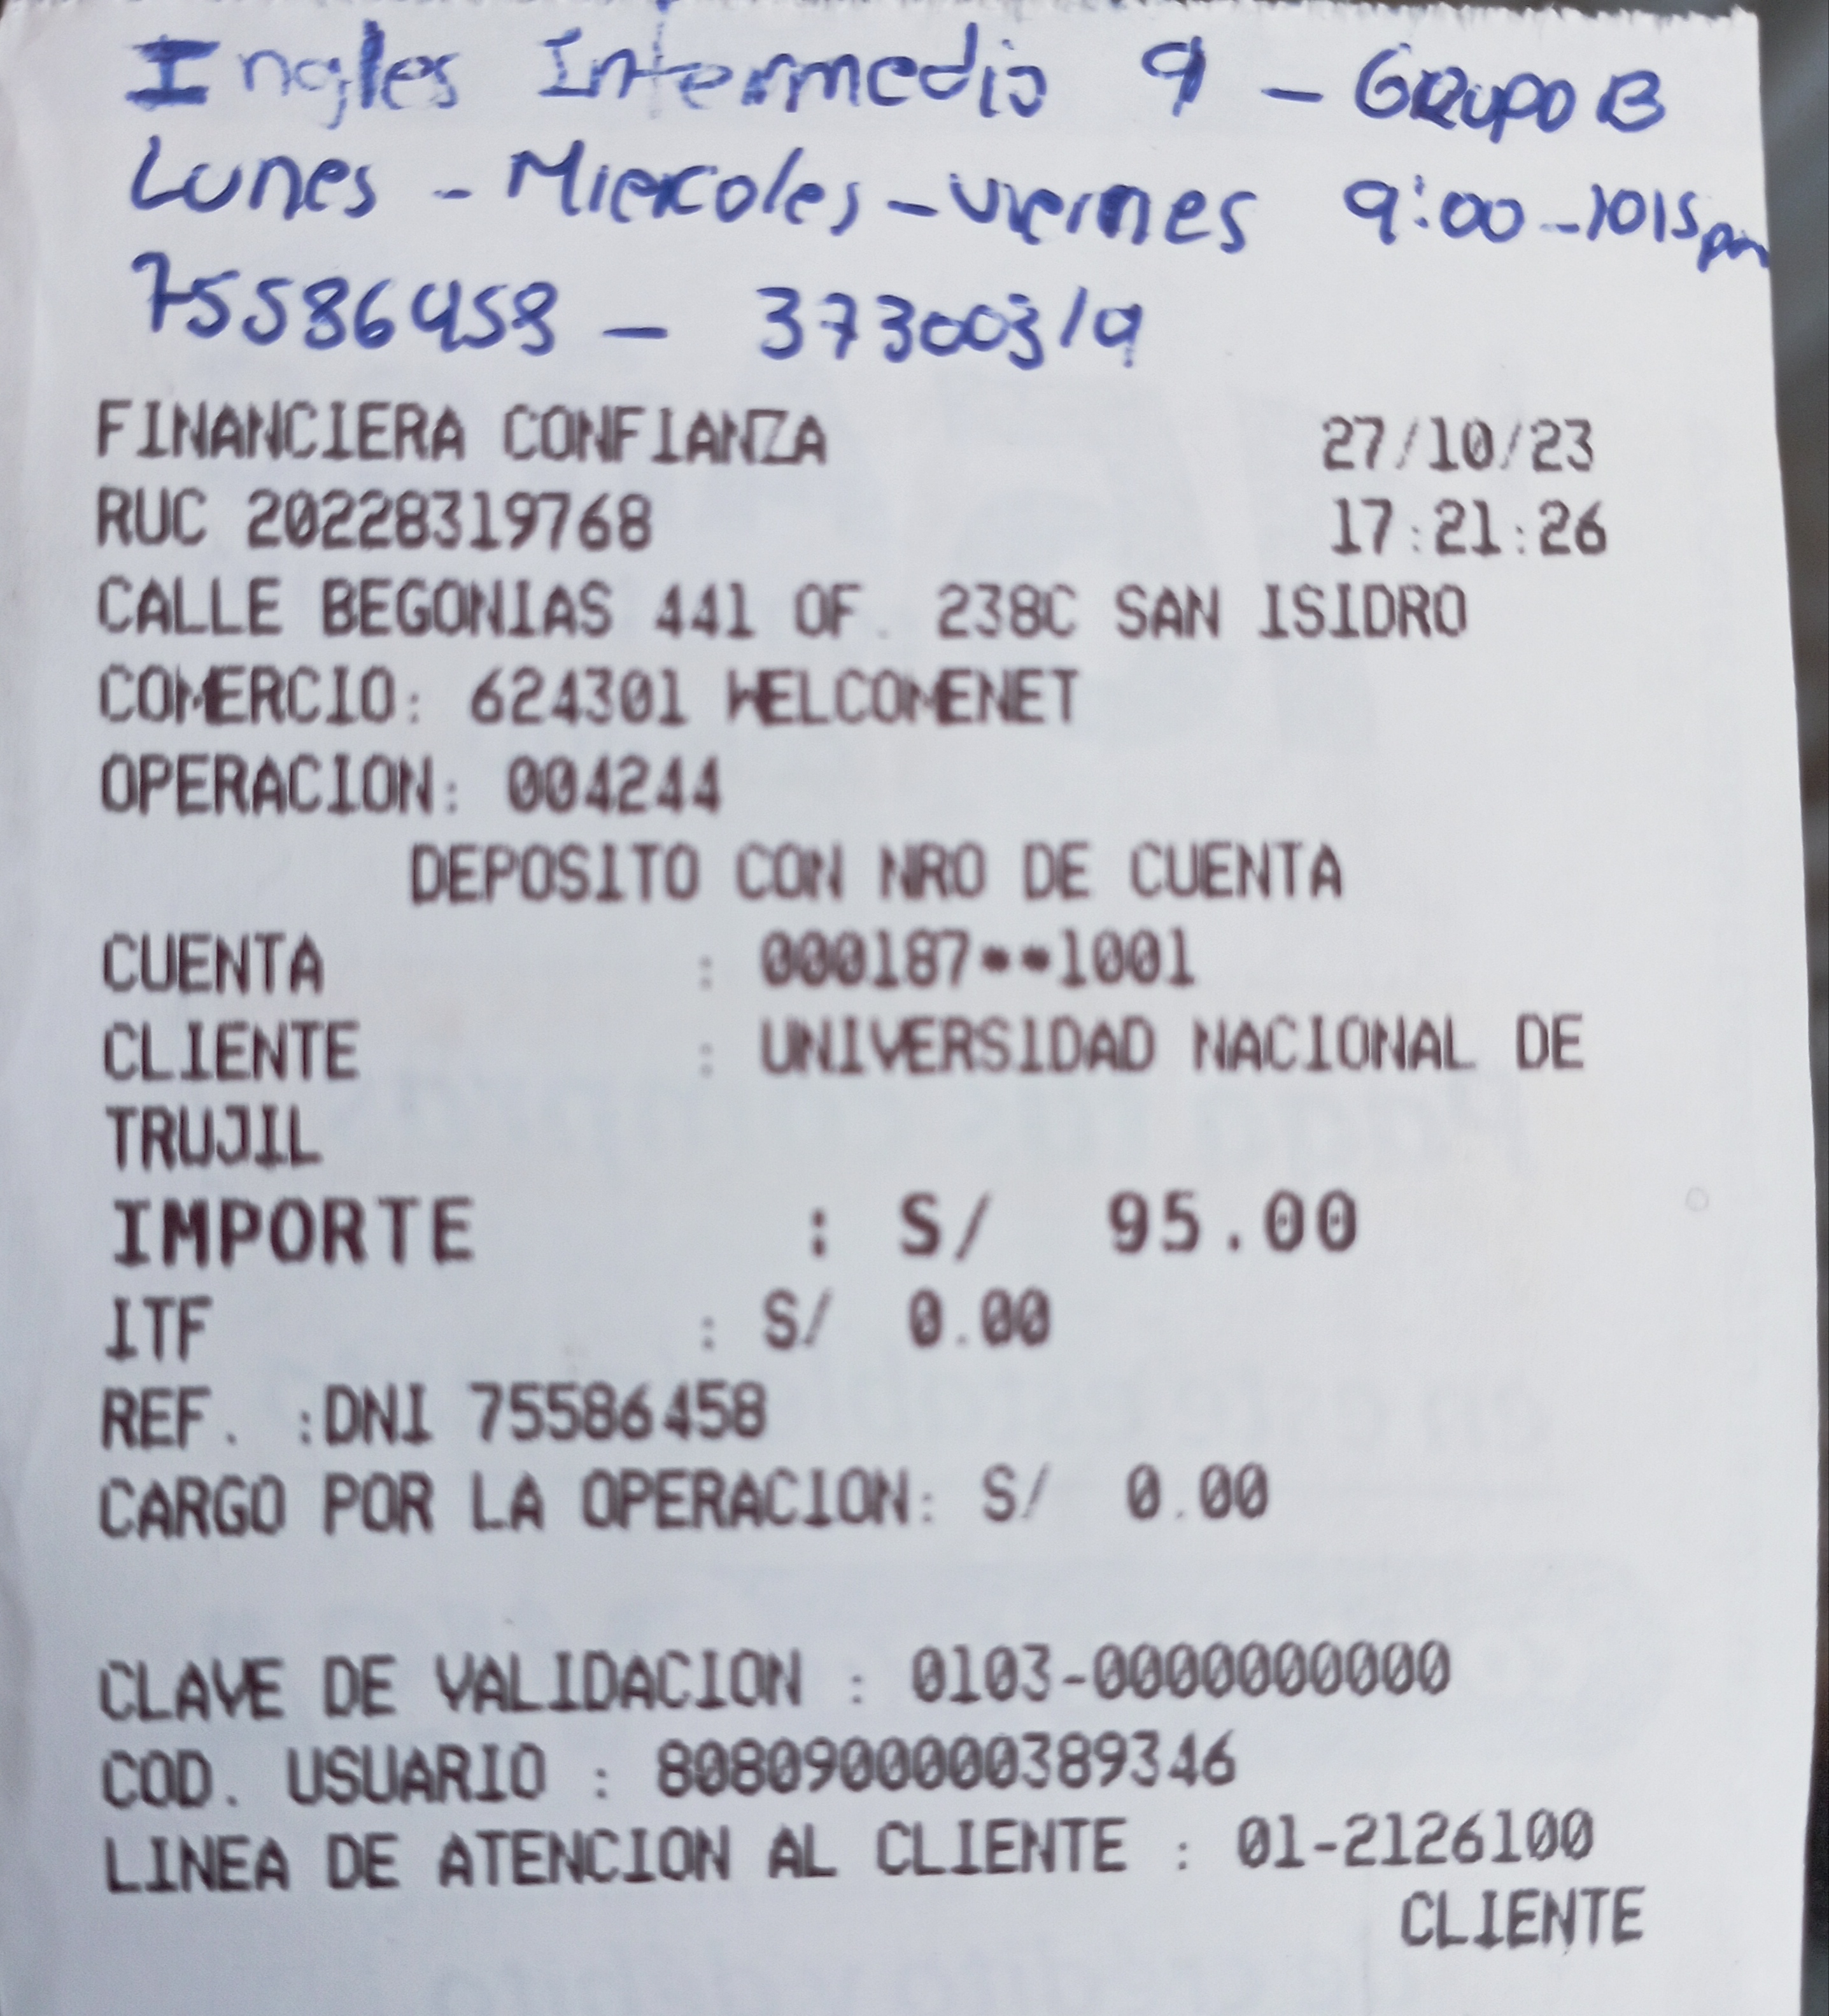 Ingles Intermedio 9 - GRUPO B
Lunes - Miercoles - viernes 9:00 - 1015 pm
75586458 - 37300319
FINANCIERA CONFIANZA 27/10/23
RUC 20228319768 17:21:26
CALLE BEGONIAS 441 OF. 238C SAN ISIDRO
COMERCIO: 624301 WELCOMENET
OPERACION: 004244
DEPOSITO CON NRO DE CUENTA
CUENTA : 000187**1001
CLIENTE : UNIVERSIDAD NACIONAL DE
TRUJIL
IMPORTE : S/ 95.00
ITF : S/ 0.00
REF. :DNI 75586458
CARGO POR LA OPERACION: S/ 0.00
CLAVE DE VALIDACION : 0103-0000000000
COD. USUARIO : 8080900000389346
LINEA DE ATENCION AL CLIENTE : 01-2126100
CLIENTE